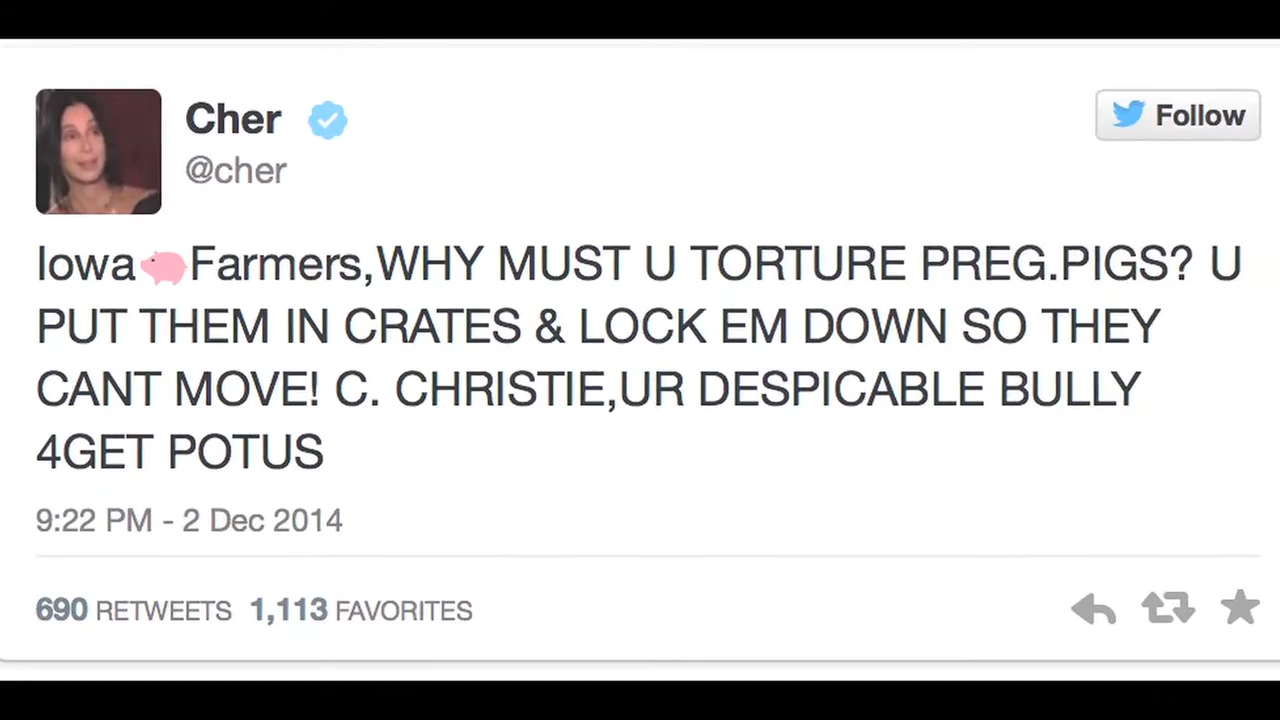 Cher
@cher
Follow
Iowa🐖Farmers,WHY MUST U TORTURE PREG.PIGS? U
PUT THEM IN CRATES & LOCK EM DOWN SO THEY
CANT MOVE! C. CHRISTIE,UR DESPICABLE BULLY
4GET POTUS
9:22 PM - 2 Dec 2014
690 RETWEETS 1,113 FAVORITES